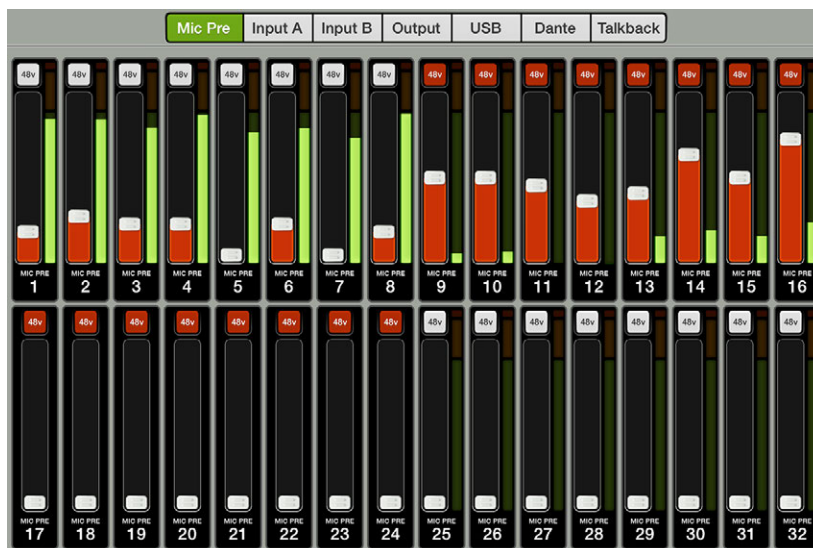 Mic Pre Input A Input B Output USB Dante Talkback
48v 48v 48v 48v 48v 48v 48v 48v 48v 48v 48v 48v 48v 48v 48v 48v
MIC PRE MIC PRE MIC PRE MIC PRE MIC PRE MIC PRE MIC PRE MIC PRE MIC PRE MIC PRE MIC PRE MIC PRE MIC PRE MIC PRE MIC PRE MIC PRE
1 2 3 4 5 6 7 8 9 10 11 12 13 14 15 16
48v 48v 48v 48v 48v 48v 48v 48v 48v 48v 48v 48v 48v 48v 48v 48v
MIC PRE MIC PRE MIC PRE MIC PRE MIC PRE MIC PRE MIC PRE MIC PRE MIC PRE MIC PRE MIC PRE MIC PRE MIC PRE MIC PRE MIC PRE MIC PRE
17 18 19 20 21 22 23 24 25 26 27 28 29 30 31 32